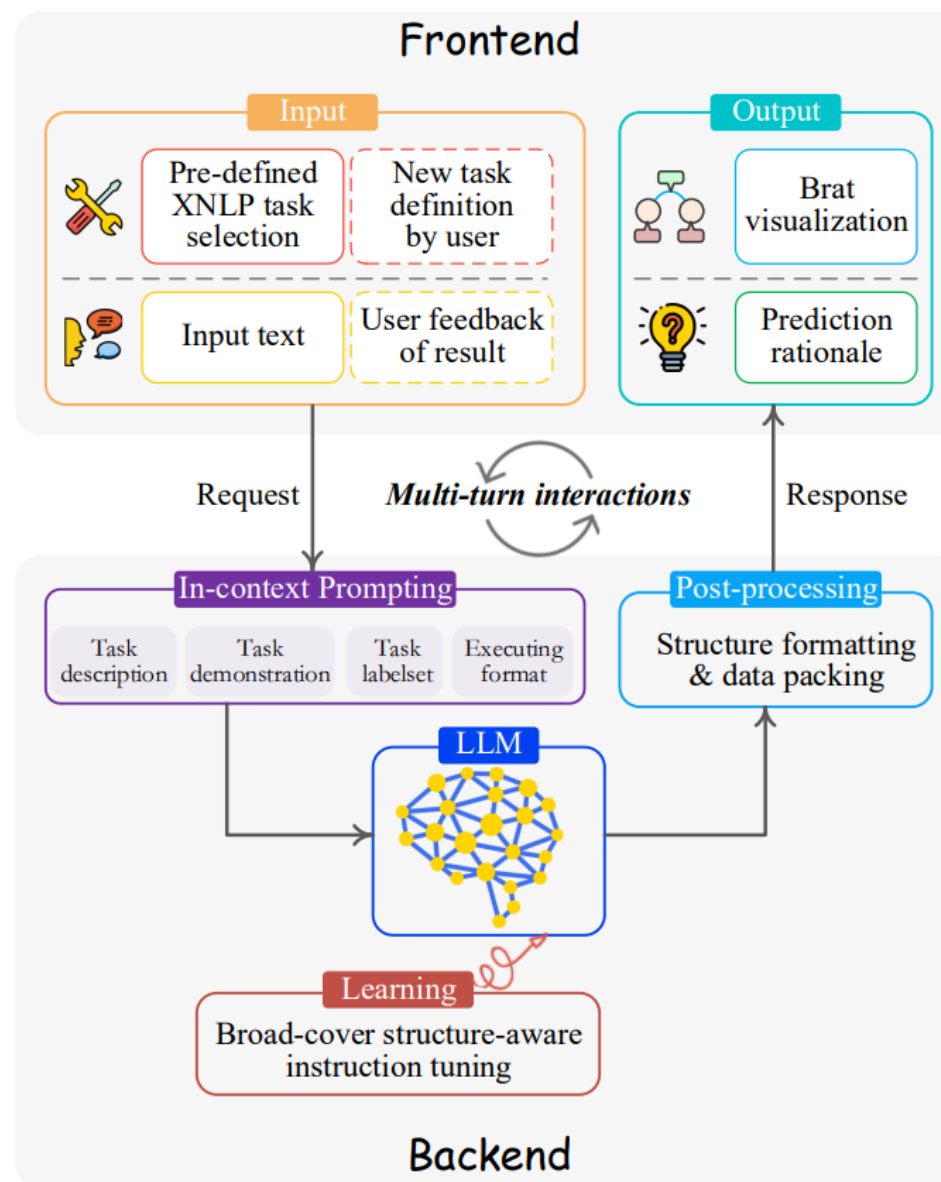 Frontend
Input
Pre-defined
XNLP task
selection
New task
definition
by user
Input text
User feedback
of result
Output
Brat
visualization
Prediction
rationale
Request
Multi-turn interactions
Response
In-context Prompting
Task
description
Task
demonstration
Task
labelset
Executing
format
Post-processing
Structure formatting
& data packing
LLM
Learning
Broad-cover structure-aware
instruction tuning
Backend